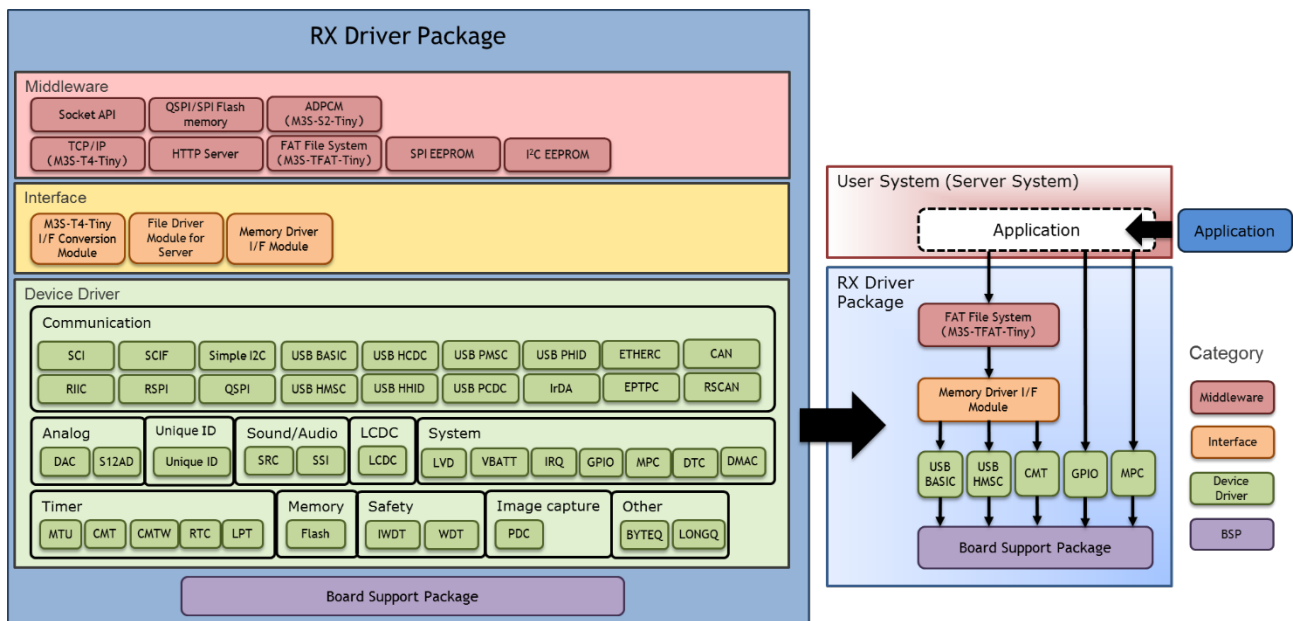 RX Driver Package
Middleware
Socket API
QSPI/SPI Flash
memory
ADPCM
(M3S-S2-Tiny)
TCP/IP
(M3S-T4-Tiny)
HTTP Server
FAT File System
(M3S-TFAT-Tiny)
SPI EEPROM
I²C EEPROM
Interface
M3S-T4-Tiny
I/F Conversion
Module
File Driver
Module for
Server
Memory Driver
I/F Module
Device Driver
Communication
SCI
SCIF
Simple I2C
USB BASIC
USB HCDC
USB PMSC
USB PHID
ETHERC
CAN
RIIC
RSPI
QSPI
USB HMSC
USB HHID
USB PCDC
IrDA
EPTPC
RSCAN
Analog
DAC
S12AD
Unique ID
Unique ID
Sound/Audio
SRC
SSI
LCDC
LCDC
System
LVD
VBATT
IRQ
GPIO
MPC
DTC
DMAC
Timer
MTU
CMT
CMTW
RTC
LPT
Memory
Flash
Safety
IWDT
WDT
Image capture
PDC
Other
BYTEQ
LONGQ
Board Support Package
User System (Server System)
Application
Application
RX Driver
Package
FAT File System
(M3S-TFAT-Tiny)
Memory Driver I/F
Module
USB
BASIC
USB
HMSC
CMT
GPIO
MPC
Board Support Package
Category
Middleware
Interface
Device
Driver
BSP